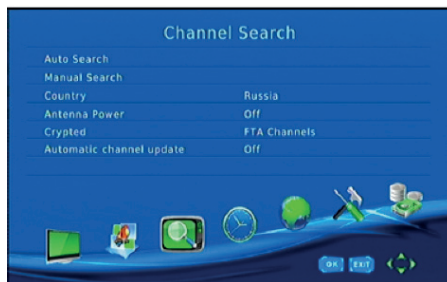 Channel Search
Auto Search
Manual Search
Country Russia
Antenna Power Off
Crypted FTA Channels
Automatic channel update Off
OK EXIT